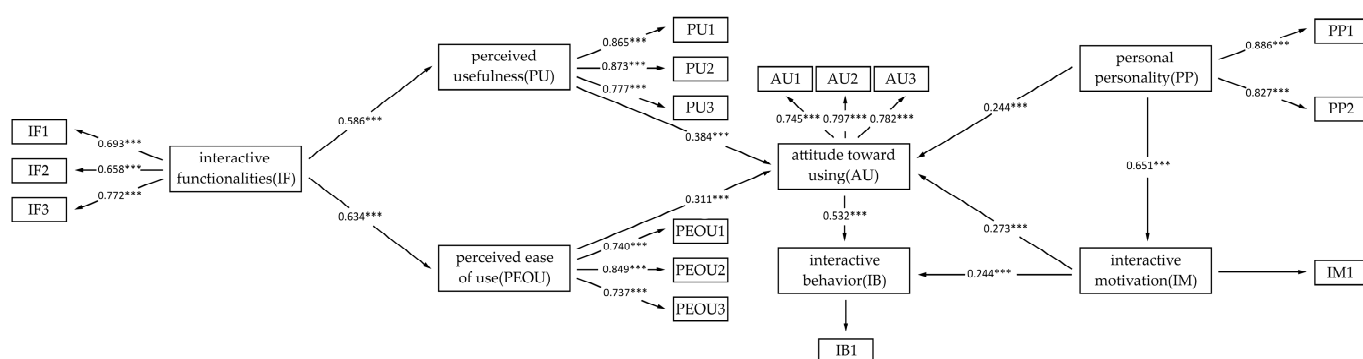 PU1
PP1
0.865***
0.886***
perceived
usefulness(PU)
0.873***
PU2
AU1
AU2
AU3
personal
personality(PP)
0.777***
PU3
0.827***
PP2
0.244***
0.745***
0.797***
0.782***
IF1
0.586***
0.384***
0.693***
interactive
functionalities(IF)
attitude toward
using(AU)
0.651***
IF2
0.658***
0.772***
IF3
0.634***
0.311***
0.532***
0.273***
0.740***
PEOU1
perceived ease
of use(PEOU)
0.849***
PEOU2
interactive
behavior(IB)
0.244***
interactive
motivation(IM)
IM1
0.737***
PEOU3
IB1